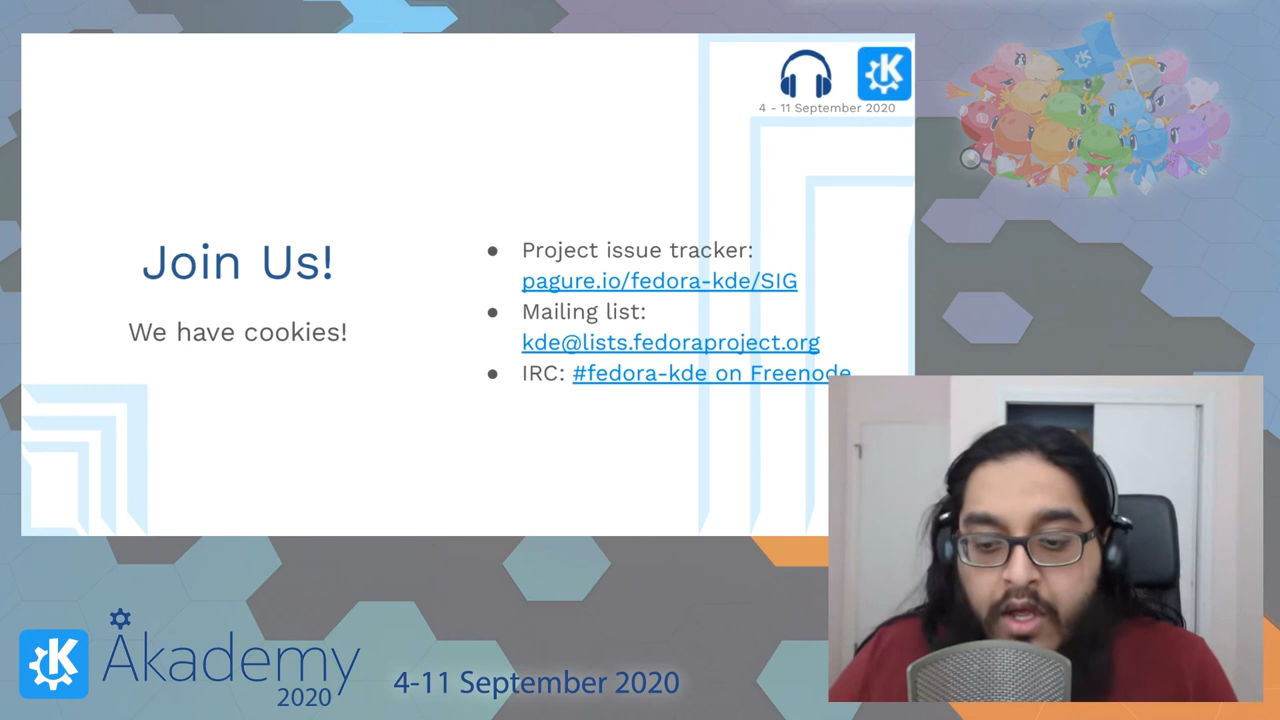 4 - 11 September 2020
Join Us!
We have cookies!
● Project issue tracker:
pagure.io/fedora-kde/SIG
● Mailing list:
kde@lists.fedoraproject.org
● IRC: #fedora-kde on Freenode
Akademy
2020
4-11 September 2020